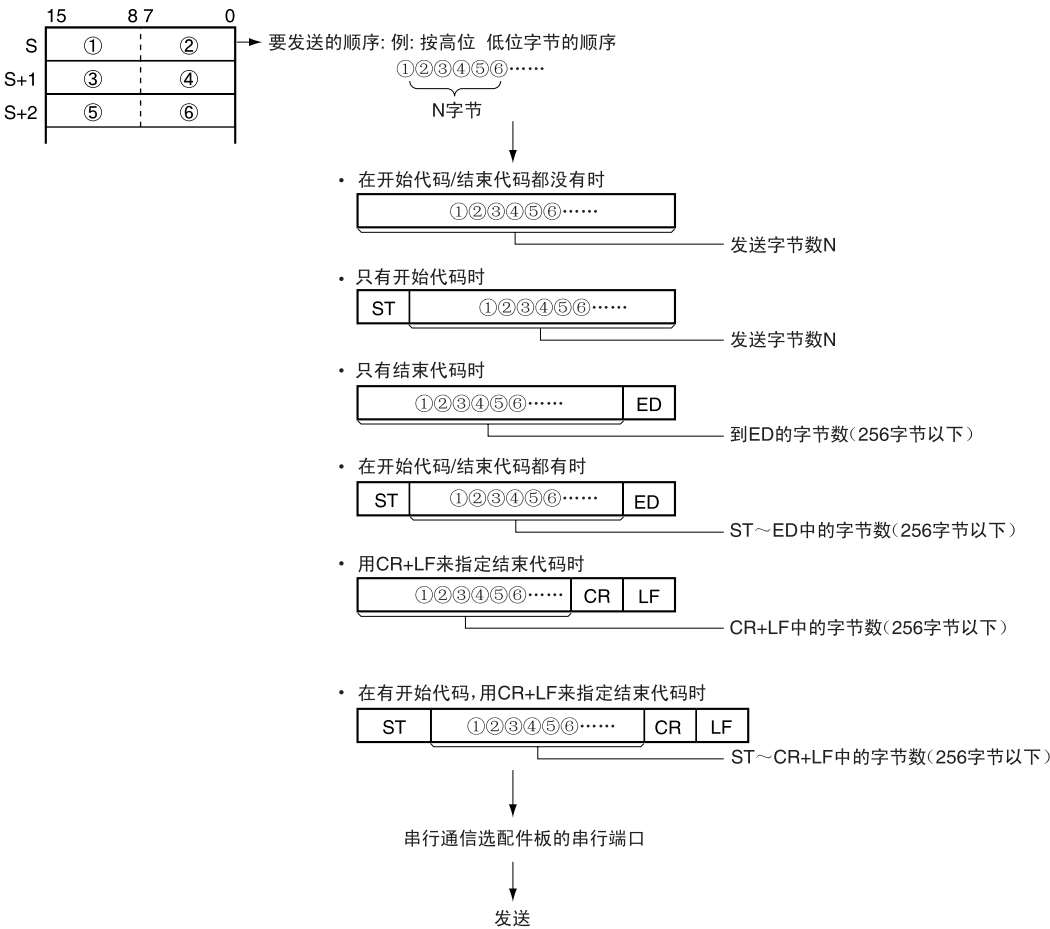 15 8 7 0
S ① ②
S+1 ③ ④
S+2 ⑤ ⑥
要发送的顺序: 例: 按高位 低位字节的顺序
①②③④⑤⑥······
N字节
• 在开始代码/结束代码都没有时
①②③④⑤⑥······
发送字节数N
• 只有开始代码时
ST ①②③④⑤⑥······
发送字节数N
• 只有结束代码时
①②③④⑤⑥······ ED
到ED的字节数(256字节以下)
• 在开始代码/结束代码都有时
ST ①②③④⑤⑥······ ED
ST～ED中的字节数(256字节以下)
• 用CR+LF来指定结束代码时
①②③④⑤⑥······ CR LF
CR+LF中的字节数(256字节以下)
• 在有开始代码,用CR+LF来指定结束代码时
ST ①②③④⑤⑥······ CR LF
ST～CR+LF中的字节数(256字节以下)
串行通信选配件板的串行端口
发送